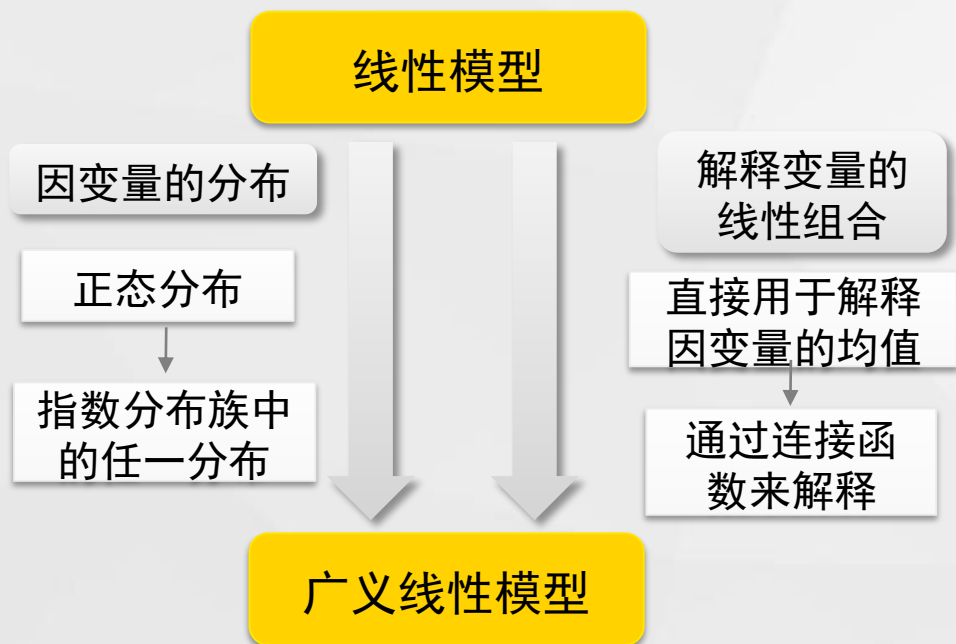 线性模型
因变量的分布
正态分布
指数分布族中
的任一分布
解释变量的
线性组合
直接用于解释
因变量的均值
通过连接函
数来解释
广义线性模型